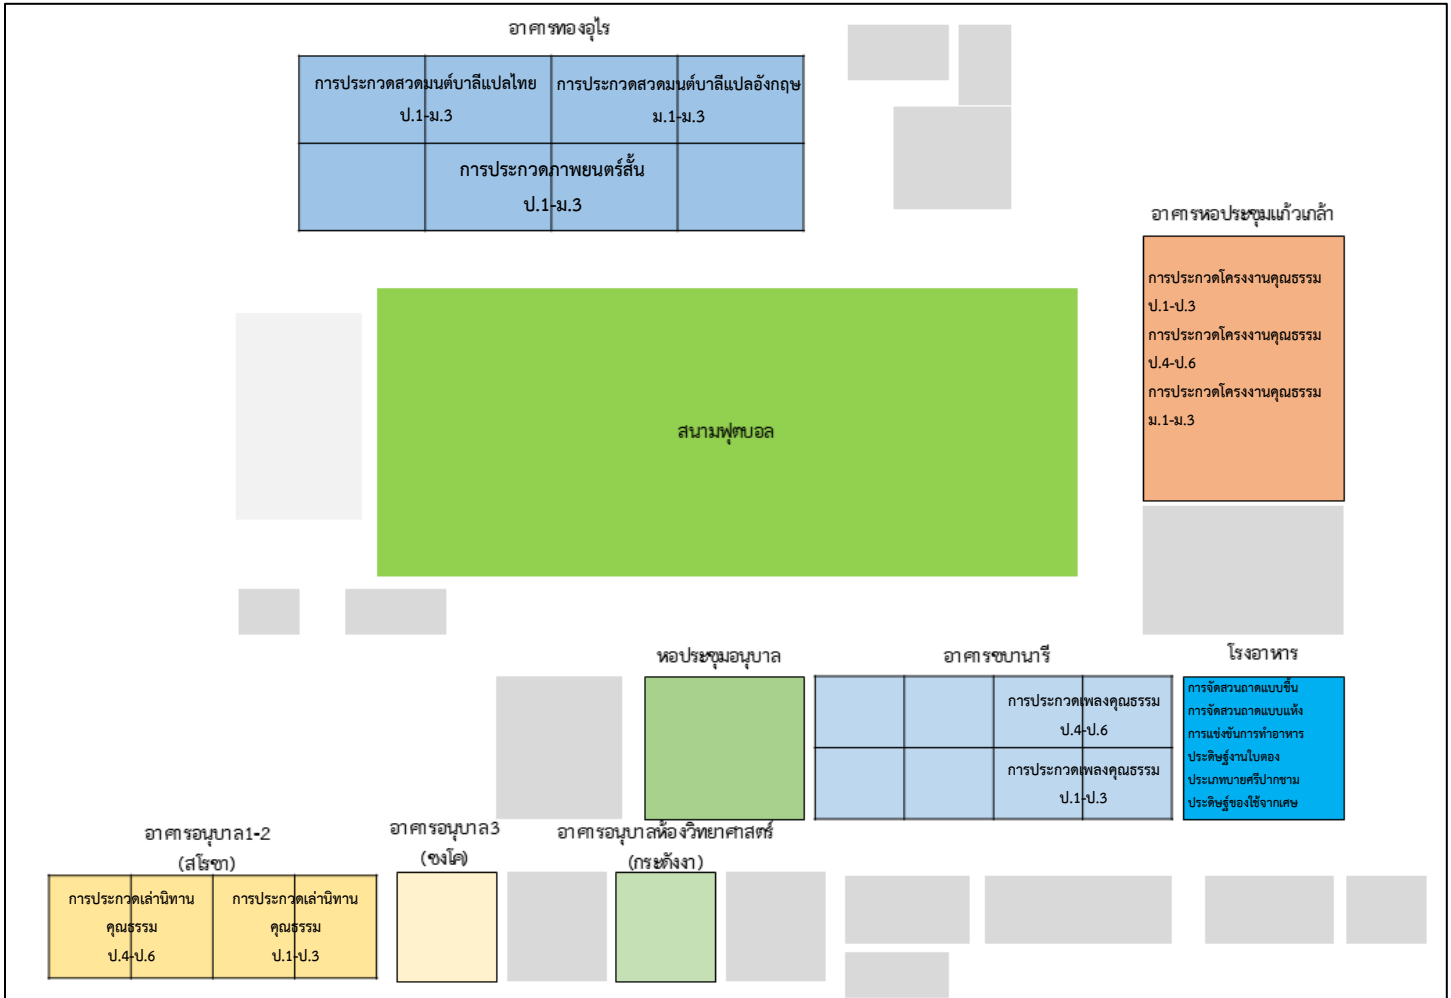 อาคารทองอุไร
การประกวดสวดมนต์บาลีแปลไทย
ป.1-ม.3
การประกวดสวดมนต์บาลีแปลอังกฤษ
ม.1-ม.3
การประกวดภาพยนตร์สั้น
ป.1-ม.3
อาคารหอประชุมแก้วเกล้า
การประกวดโครงงานคุณธรรม
ป.1-ป.3
การประกวดโครงงานคุณธรรม
ป.4-ป.6
การประกวดโครงงานคุณธรรม
ม.1-ม.3
สนามฟุตบอล
หอประชุมอนุบาล
อาคารชบานารี
การประกวดเพลงคุณธรรม
ป.4-ป.6
การประกวดเพลงคุณธรรม
ป.1-ป.3
โรงอาหาร
การจัดสวนถาดแบบชื้น
การจัดสวนถาดแบบแห้ง
การแข่งขันการทำอาหาร
ประดิษฐ์งานใบตอง
ประเภทบายศรีปากชาม
ประดิษฐ์ของใช้จากเศษ
อาคารอนุบาล1-2
(สโรชา)
การประกวดเล่านิทาน
คุณธรรม
ป.4-ป.6
การประกวดเล่านิทาน
คุณธรรม
ป.1-ป.3
อาคารอนุบาล3
(ชงโค)
อาคารอนุบาลห้องวิทยาศาสตร์
(กระดังงา)